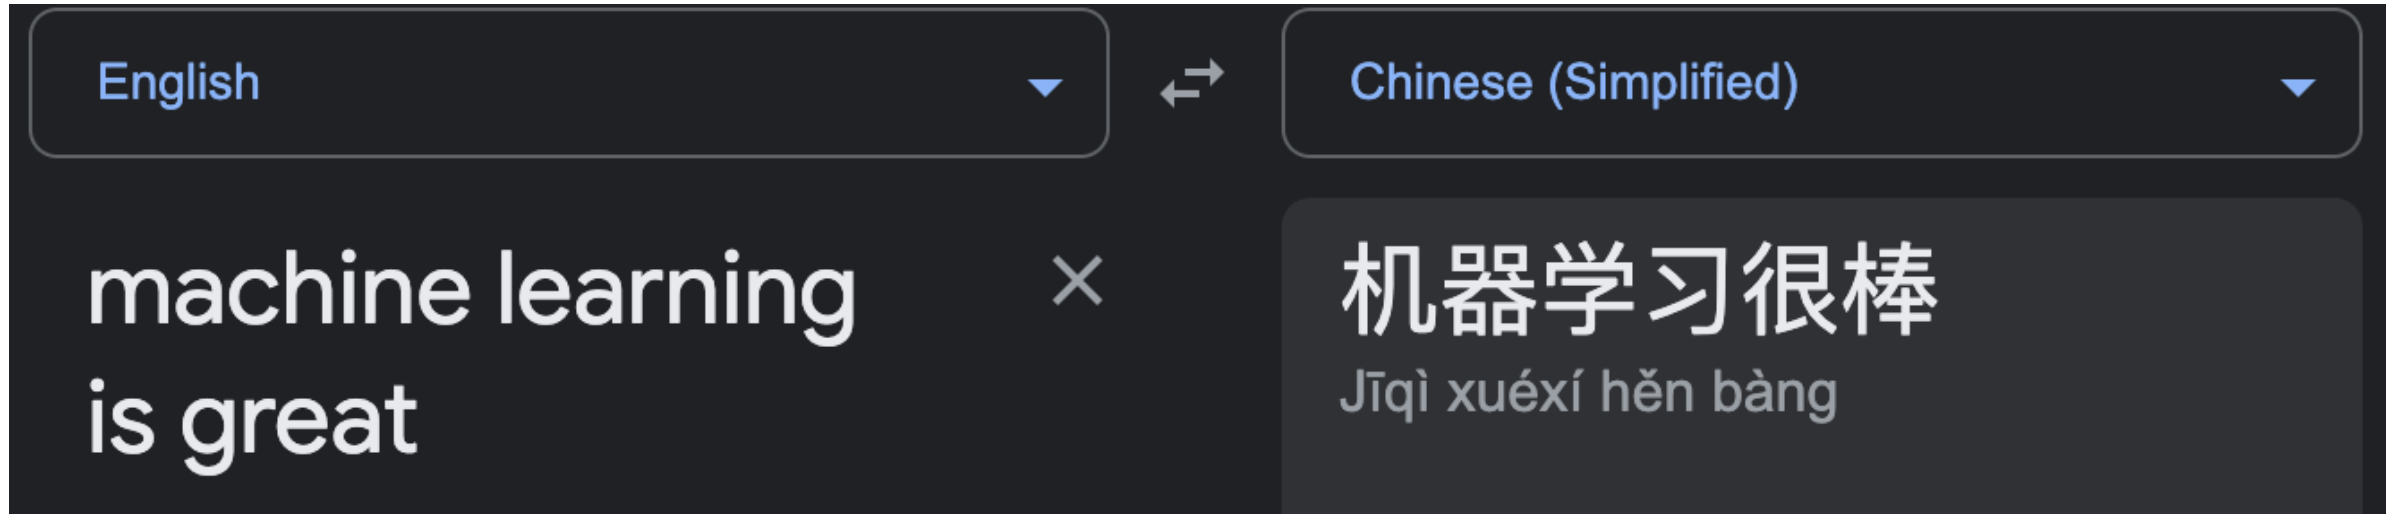 English
Chinese (Simplified)
machine learning
is great
机器学习很棒
Jīqì xuéxí hěn bàng